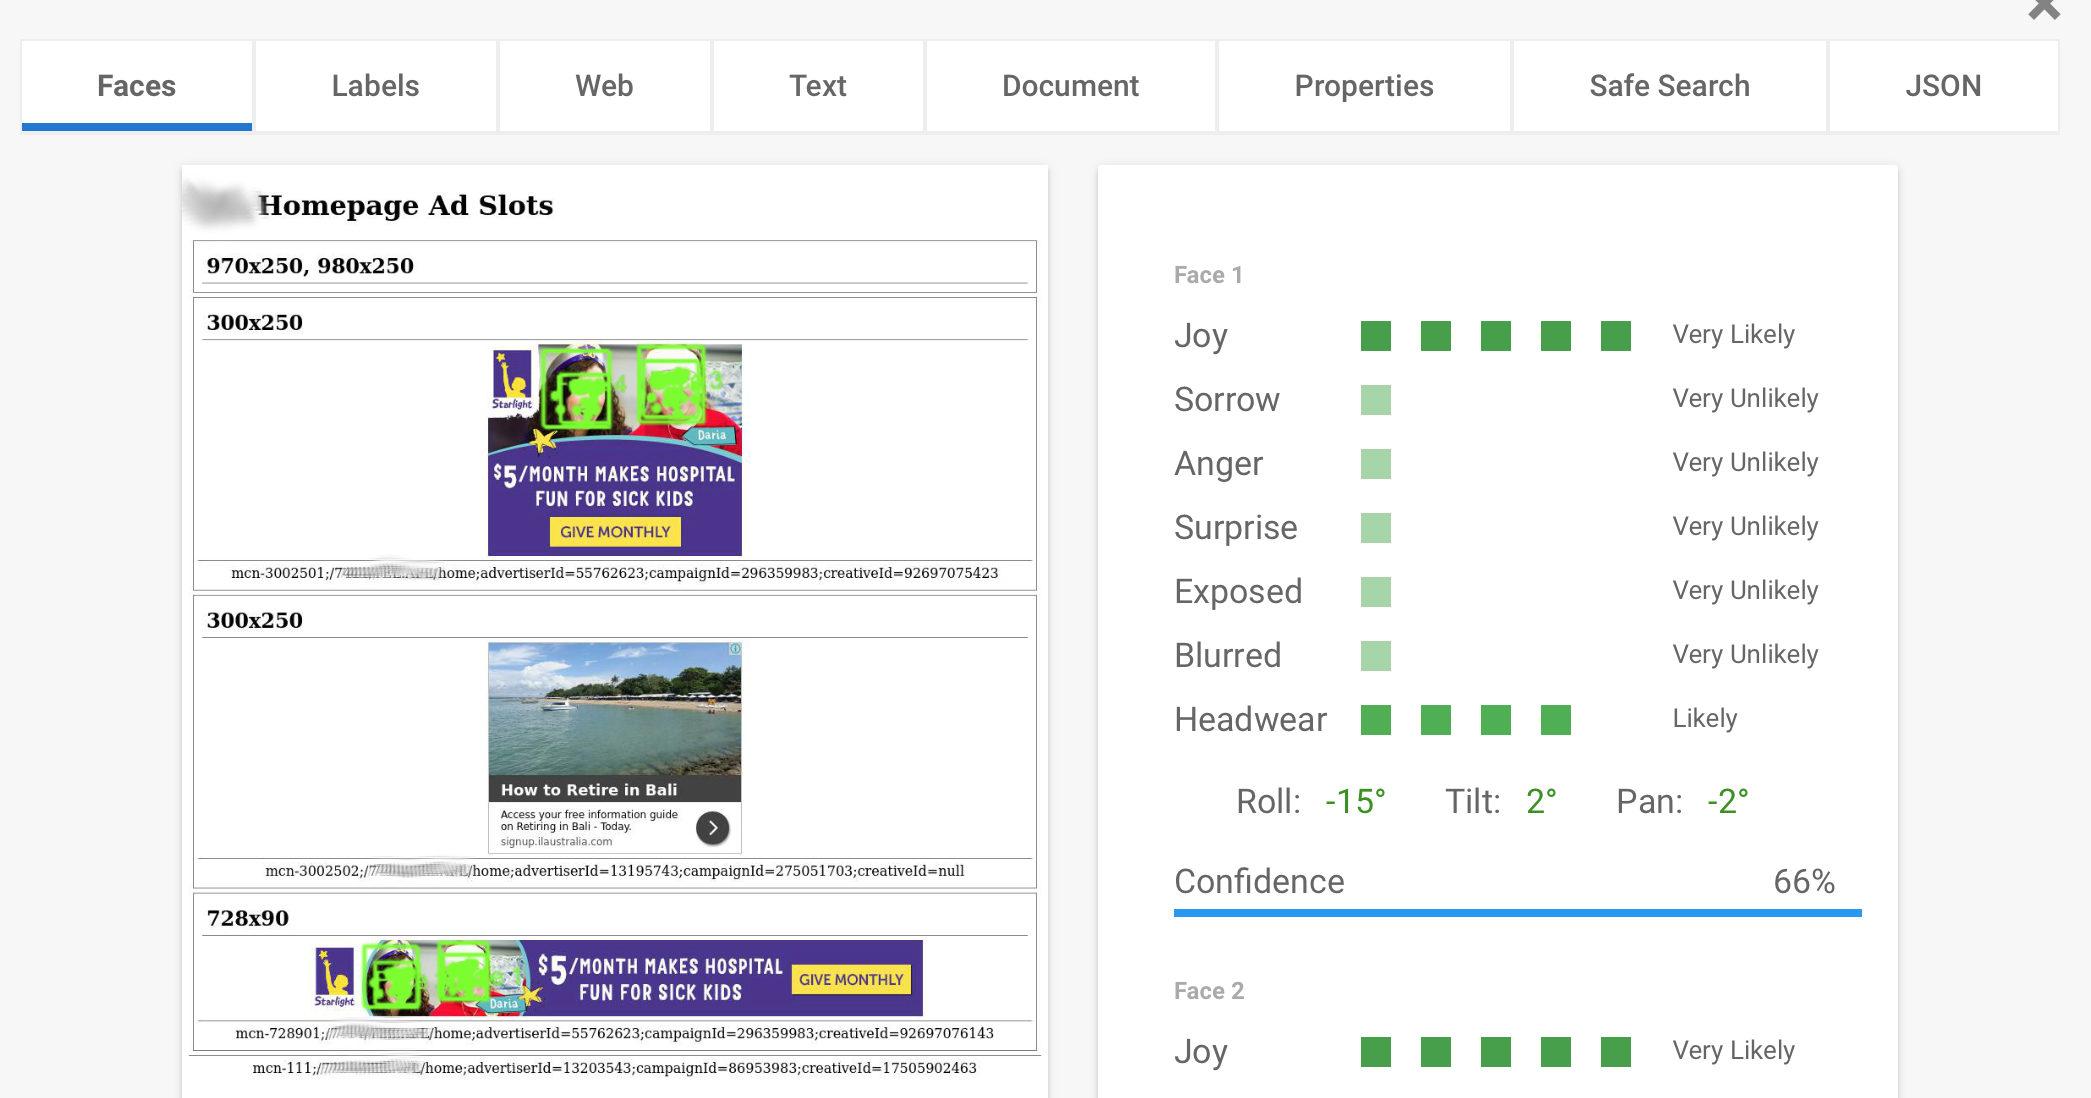 Faces
Labels
Web
Text
Document
Properties
Safe Search
JSON
Homepage Ad Slots
970x250, 980x250
300x250
Starlight
4
3
Daria
$5/MONTH MAKES HOSPITAL
FUN FOR SICK KIDS
GIVE MONTHLY
mcn-3002501;/7 /home;advertiserId=55762623;campaignId=296359983;creativeId=92697075423
300x250
How to Retire in Bali
Access your free information guide
on Retiring in Bali - Today.
signup.ilaustralia.com
mcn-3002502;/7 /home;advertiserId=13195743;campaignId=275051703;creativeId=null
728x90
Starlight
Daria
$5/MONTH MAKES HOSPITAL
FUN FOR SICK KIDS
GIVE MONTHLY
mcn-728901;/ /home;advertiserId=55762623;campaignId=296359983;creativeId=92697076143
mcn-111;/ /home;advertiserId=13203543;campaignId=86953983;creativeId=17505902463
Face 1
Joy Very Likely
Sorrow Very Unlikely
Anger Very Unlikely
Surprise Very Unlikely
Exposed Very Unlikely
Blurred Very Unlikely
Headwear Likely
Roll: -15° Tilt: 2° Pan: -2°
Confidence 66%
Face 2
Joy Very Likely